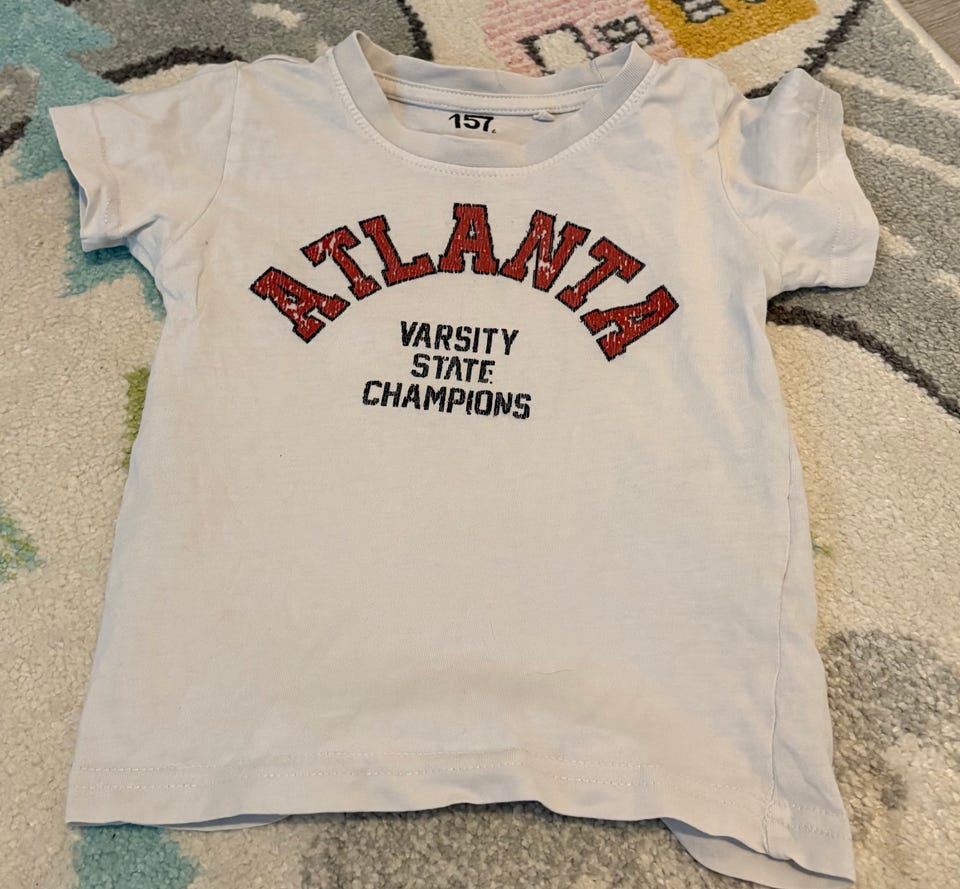 157
ATLANTA
VARSITY
STATE
CHAMPIONS